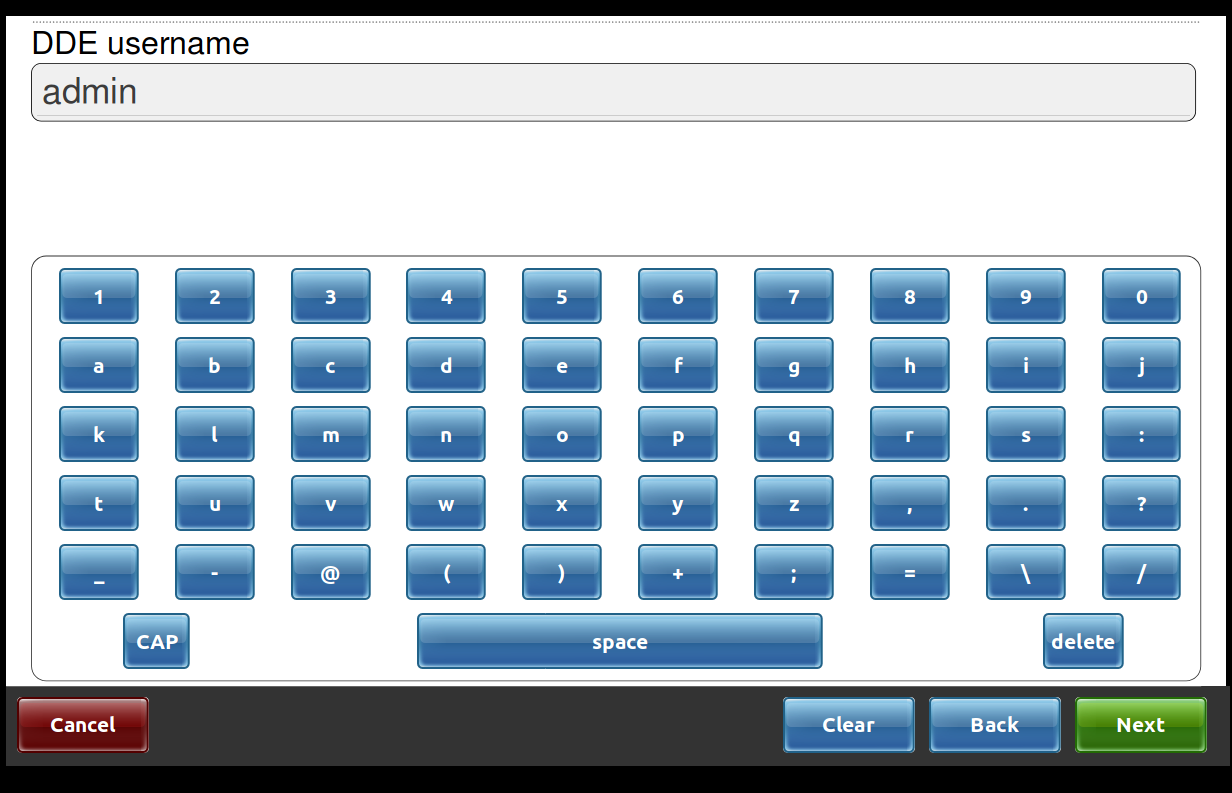 DDE username
admin
1 2 3 4 5 6 7 8 9 0
a b c d e f g h i j
k l m n o p q r s :
t u v w x y z , . ?
_ - @ ( ) + ; = \ /
CAP space delete
Cancel Clear Back Next